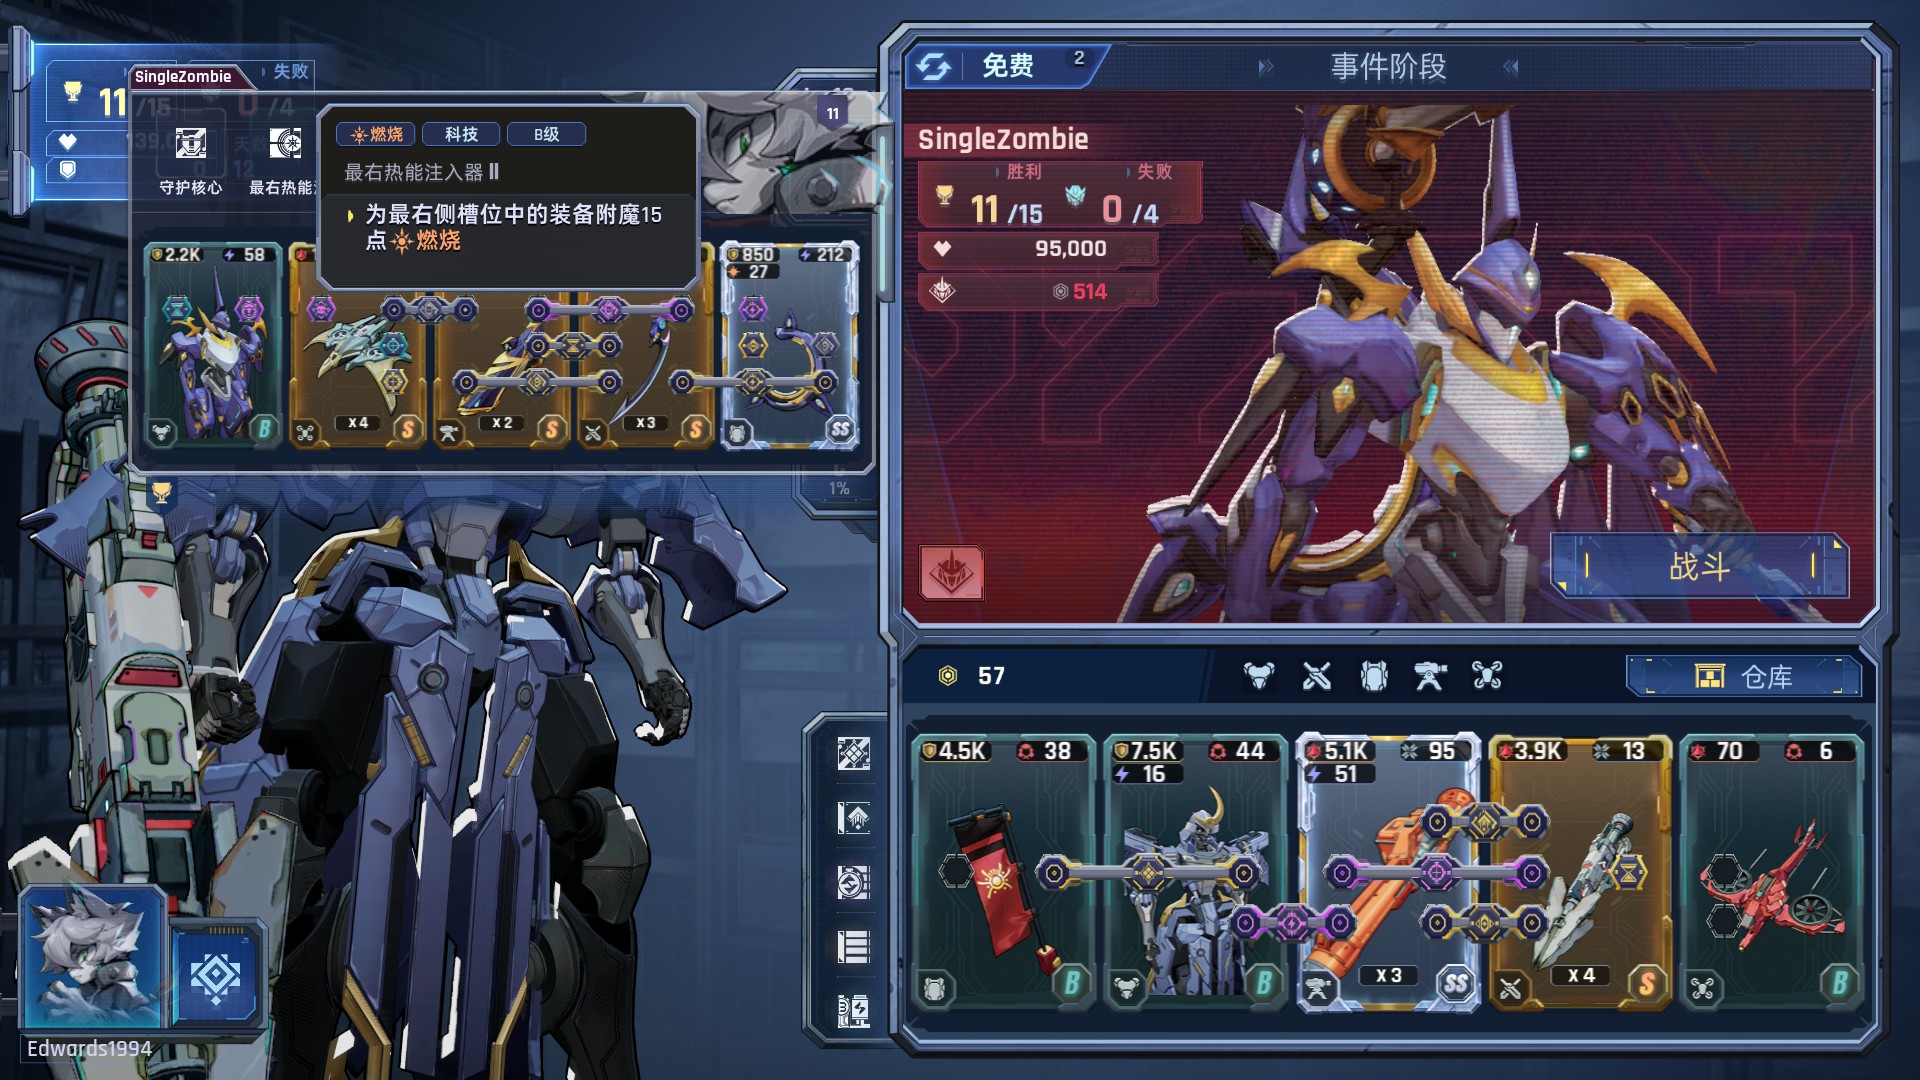 SingleZombie
失败
11
/15
0
/4
守护核心
最右热能
燃烧
科技
B级
最右热能注入器 II
为最右侧槽位中的装备附魔15
点燃烧
11
2.2K
58
850
212
27
x4
x2
x3
B
S
S
S
SS
1%
免费
2
事件阶段
SingleZombie
胜利
失败
11 /15
0 /4
95,000
514
战斗
57
仓库
4.5K
38
7.5K
44
16
5.1K
95
51
3.9K
13
70
6
x3
x4
B
B
SS
S
B
Edwards1994